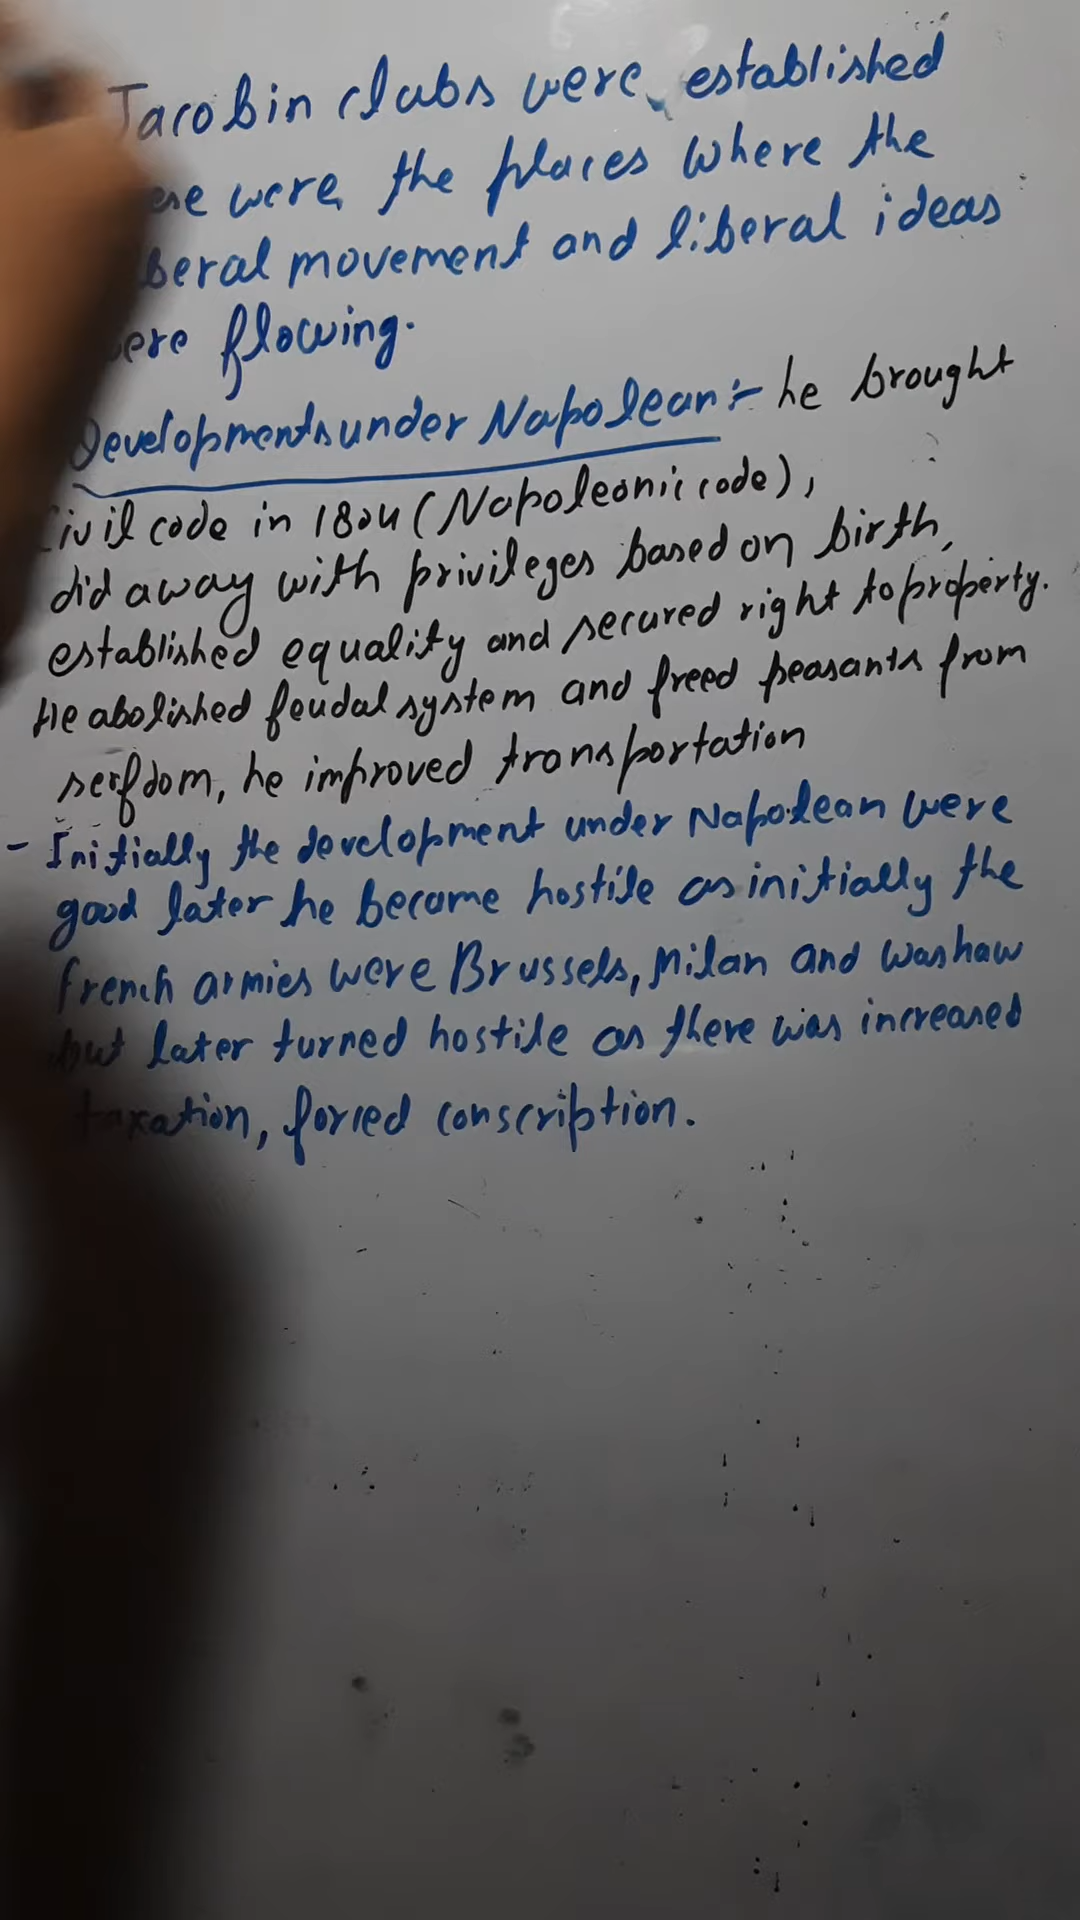 Jacobin clubs were established
were the places where the
movement and liberal ideas
flowing.
Developments under Napolean:- he brought
Civil code in 1804 (Napoleonic code),
did away with privileges based on birth,
established equality and secured right to property.
He abolished feudal system and freed peasants from
serfdom, he improved transportation
- Initially the development under Napolean were
good later he became hostile as initially the
french armies were Brussels, Milan and Washaw
but later turned hostile as there was increased
taxation, forced conscription.